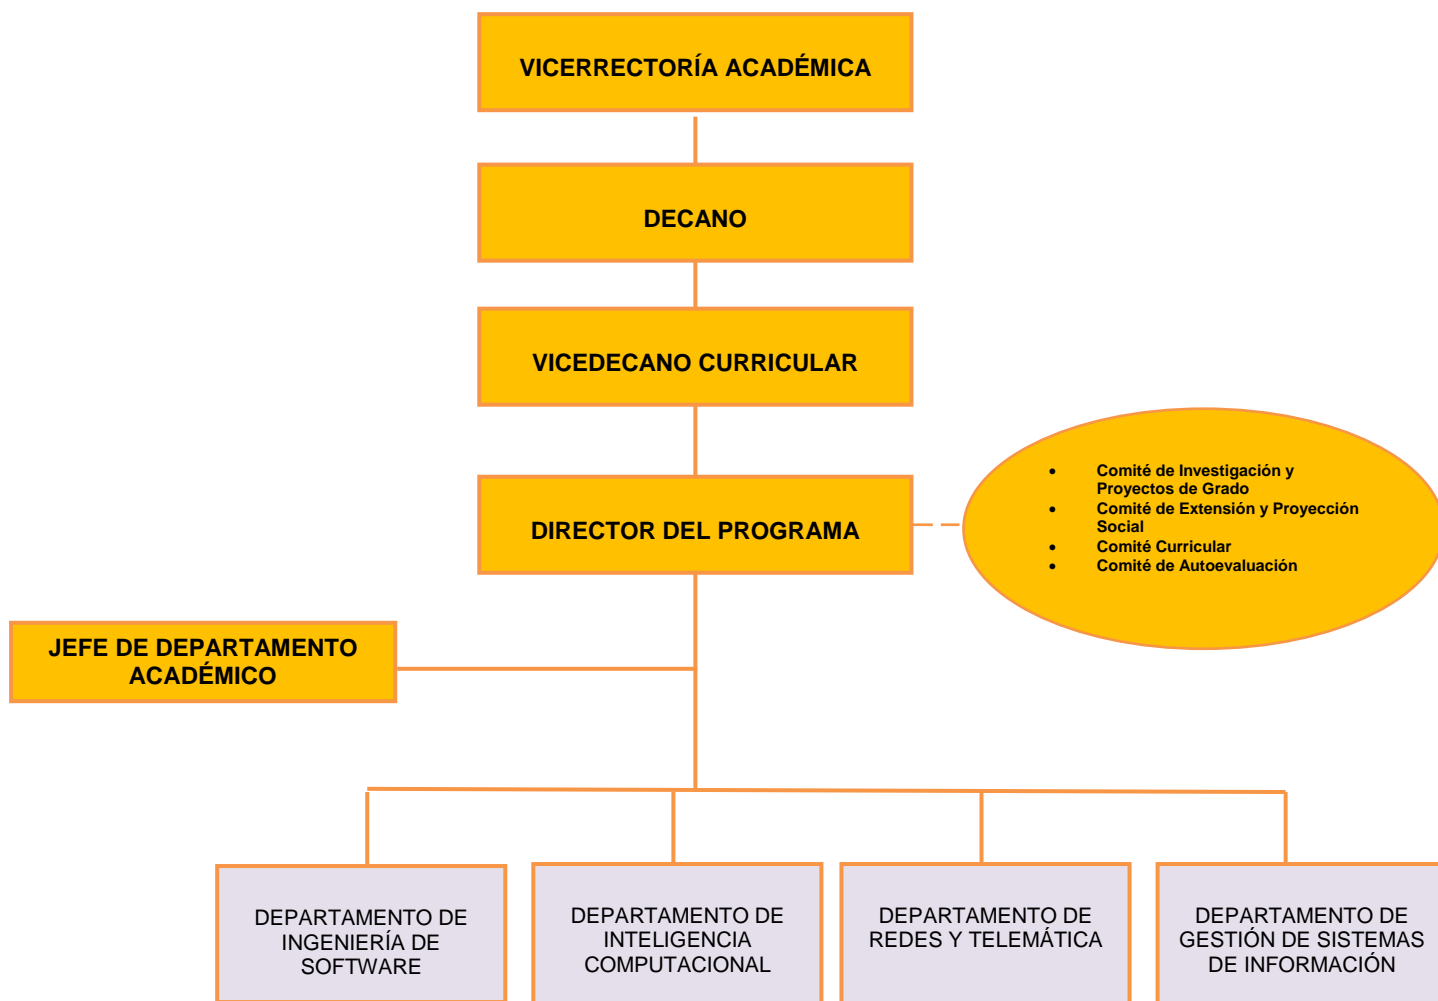 VICERRECTORÍA ACADÉMICA
DECANO
VICEDECANO CURRICULAR
DIRECTOR DEL PROGRAMA
• Comité de Investigación y
Proyectos de Grado
• Comité de Extensión y Proyección
Social
• Comité Curricular
• Comité de Autoevaluación
JEFE DE DEPARTAMENTO
ACADÉMICO
DEPARTAMENTO DE
INGENIERÍA DE
SOFTWARE
DEPARTAMENTO DE
INTELIGENCIA
COMPUTACIONAL
DEPARTAMENTO DE
REDES Y TELEMÁTICA
DEPARTAMENTO DE
GESTIÓN DE SISTEMAS
DE INFORMACIÓN